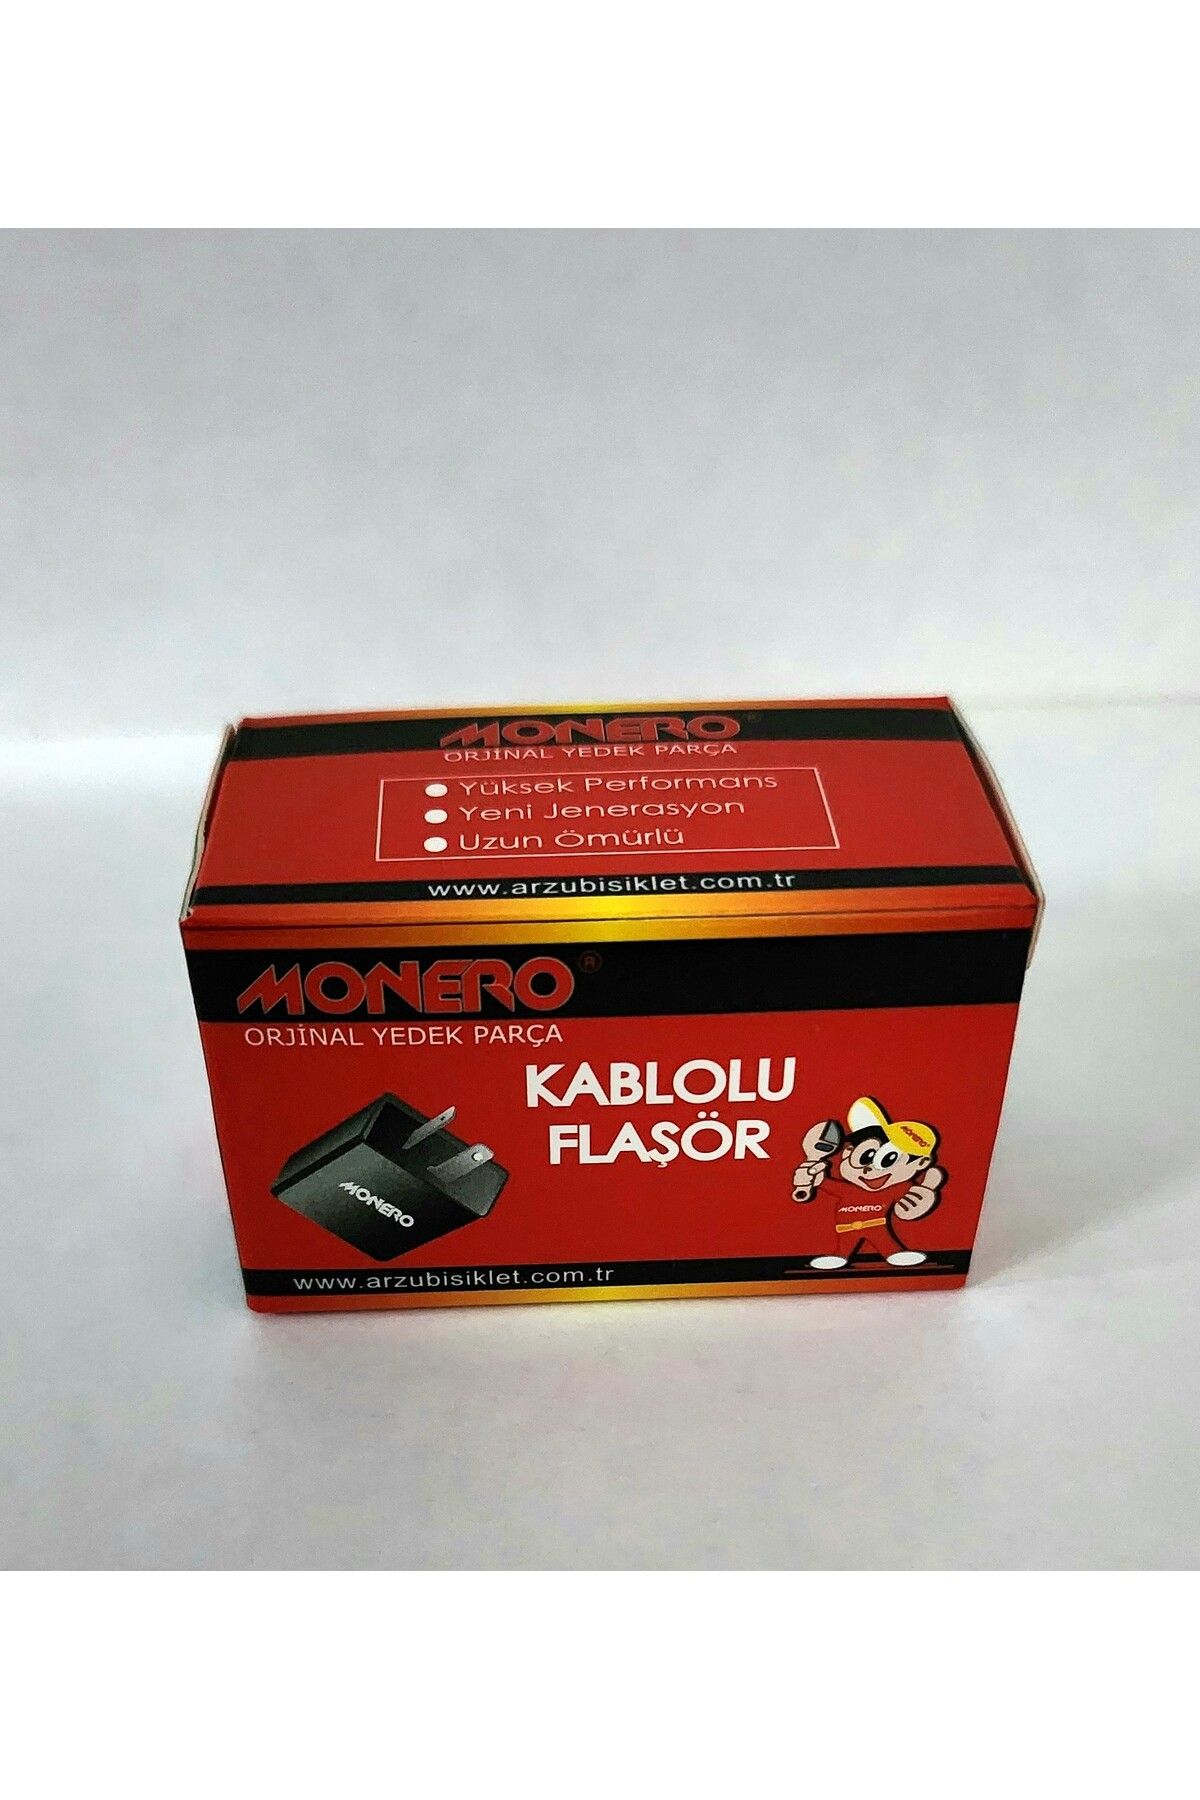 MONERO®
ORJİNAL YEDEK PARÇA
● Yüksek Performans
● Yeni Jenerasyon
● Uzun Ömürlü
www.arzubisiklet.com.tr
MONERO®
ORJİNAL YEDEK PARÇA
KABLOLU
FLAŞÖR
MONERO
MONERO
MONERO
www.arzubisiklet.com.tr